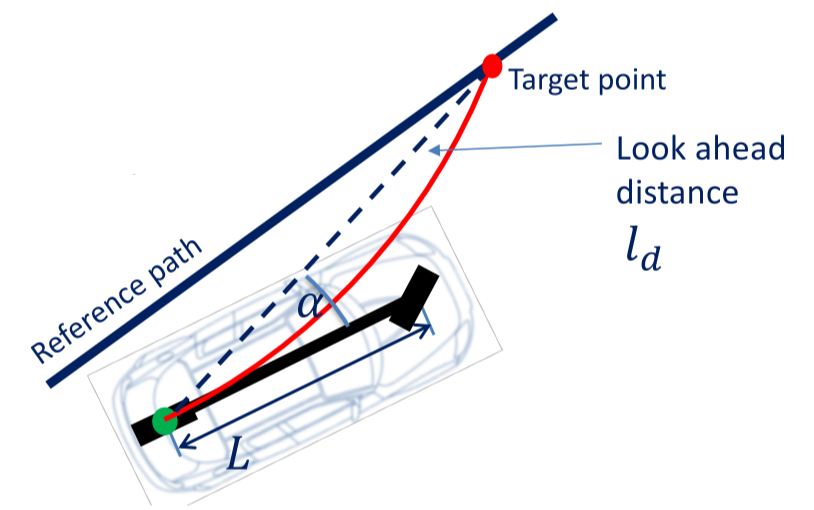 Target point
Look ahead
distance
l_d
Reference path
α
L